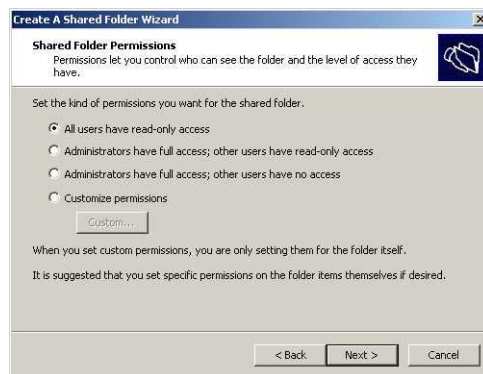 Create A Shared Folder Wizard
Shared Folder Permissions
Permissions let you control who can see the folder and the level of access they
have.
Set the kind of permissions you want for the shared folder.
All users have read-only access
Administrators have full access; other users have read-only access
Administrators have full access; other users have no access
Customize permissions
Custom...
When you set custom permissions, you are only setting them for the folder itself.
It is suggested that you set specific permissions on the folder items themselves if desired.
< Back Next > Cancel